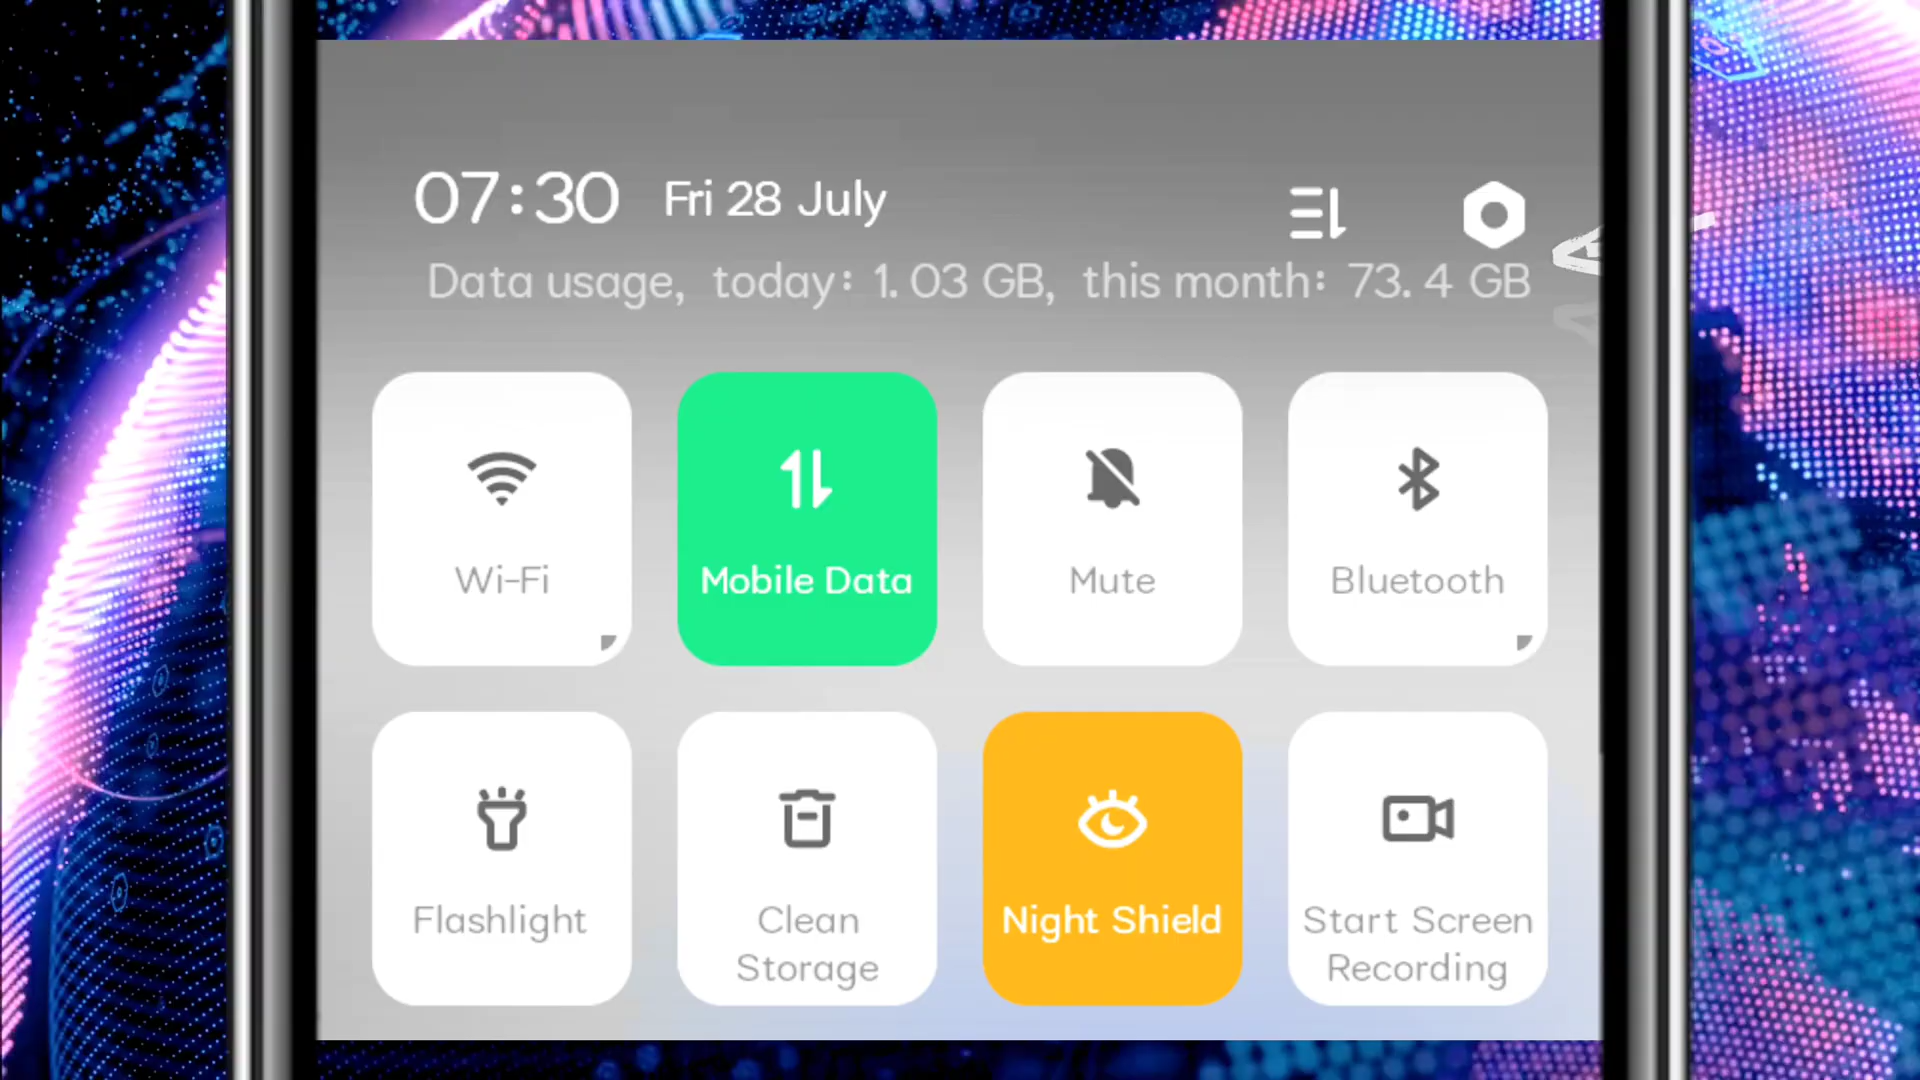 07:30 Fri 28 July
Data usage, today: 1.03 GB, this month: 73.4 GB
Wi-Fi
Mobile Data
Mute
Bluetooth
Flashlight
Clean
Storage
Night Shield
Start Screen
Recording